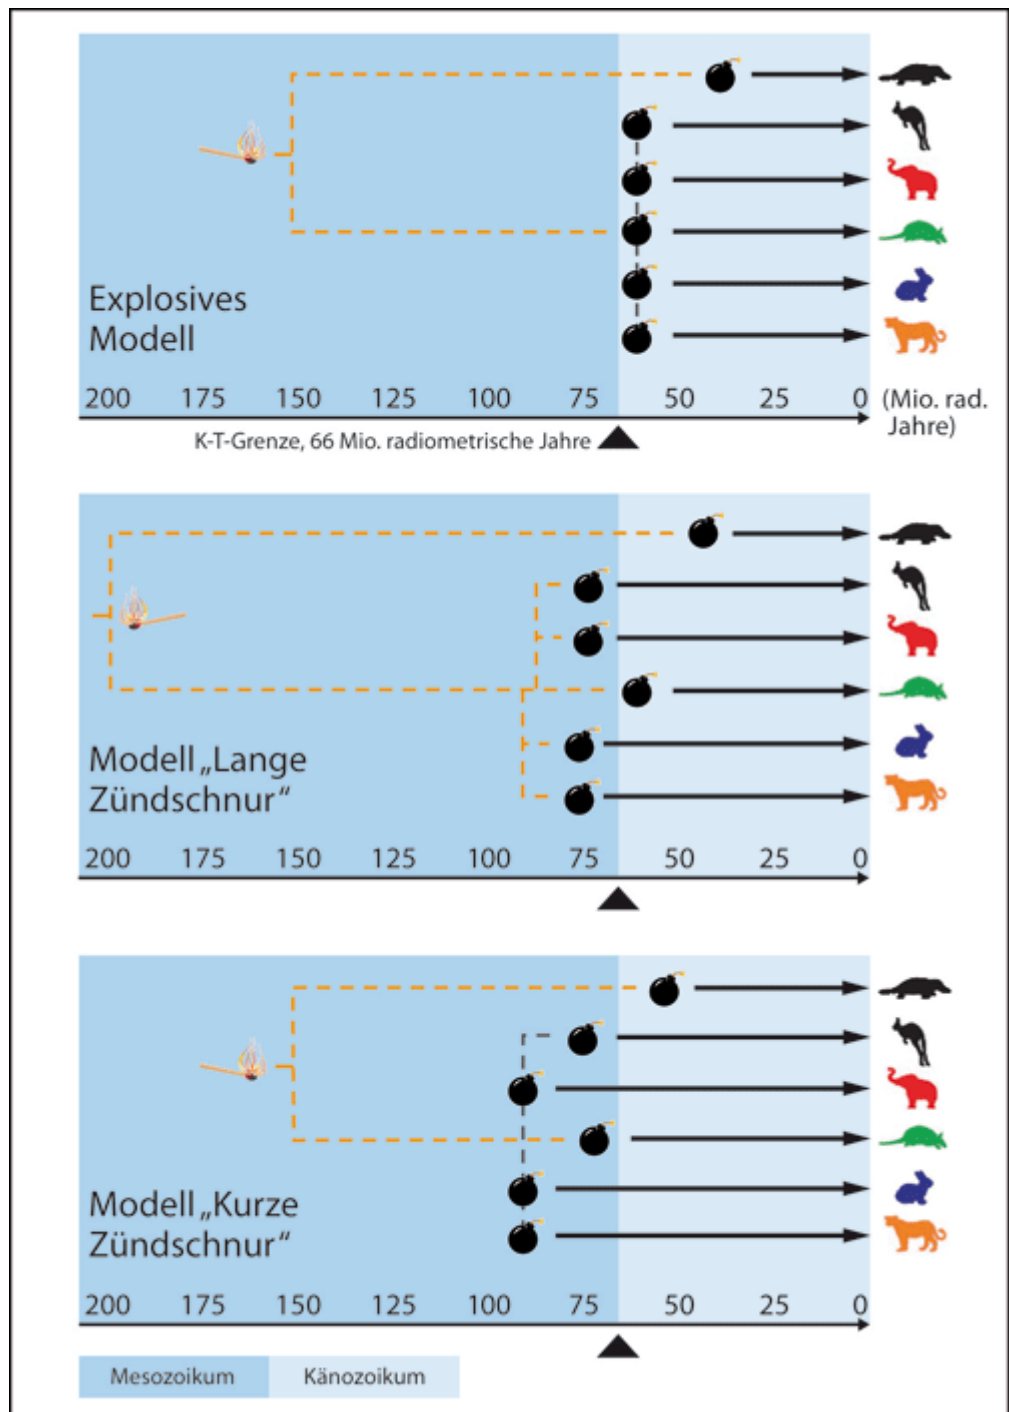 Explosives
Modell
200 175 150 125 100 75 50 25 0 (Mio. rad.
Jahre)
K-T-Grenze, 66 Mio. radiometrische Jahre
Modell „Lange
Zündschnur“
200 175 150 125 100 75 50 25 0
Modell „Kurze
Zündschnur“
200 175 150 125 100 75 50 25 0
Mesozoikum Känozoikum